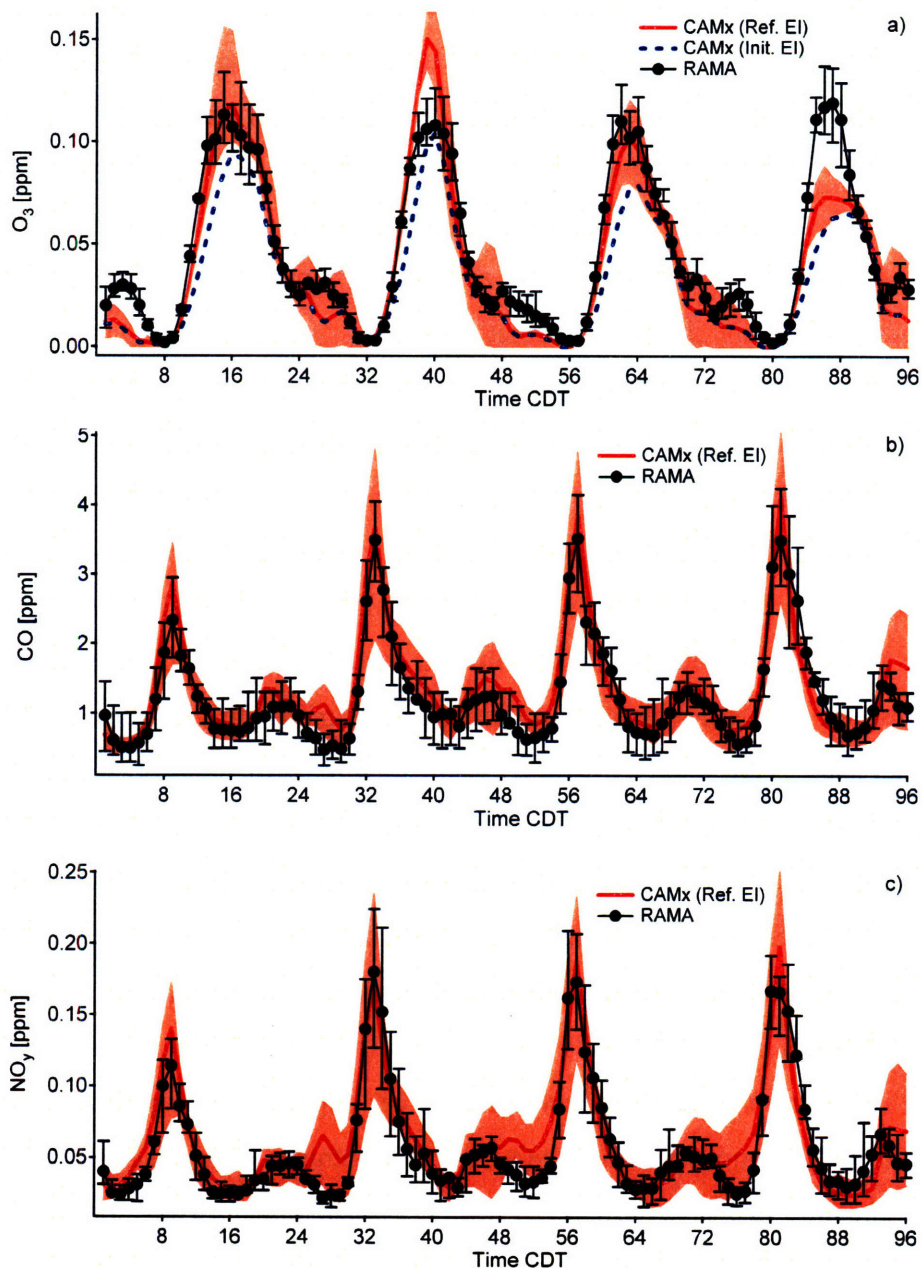 a)
CAMx (Ref. EI)
CAMx (Init. EI)
RAMA
O3 [ppm]
0.15
0.10
0.05
0.00
8 16 24 32 40 48 56 64 72 80 88 96
Time CDT
b)
CAMx (Ref. EI)
RAMA
CO [ppm]
5
4
3
2
1
8 16 24 32 40 48 56 64 72 80 88 96
Time CDT
c)
CAMx (Ref. EI)
RAMA
NOy [ppm]
0.25
0.20
0.15
0.10
0.05
8 16 24 32 40 48 56 64 72 80 88 96
Time CDT